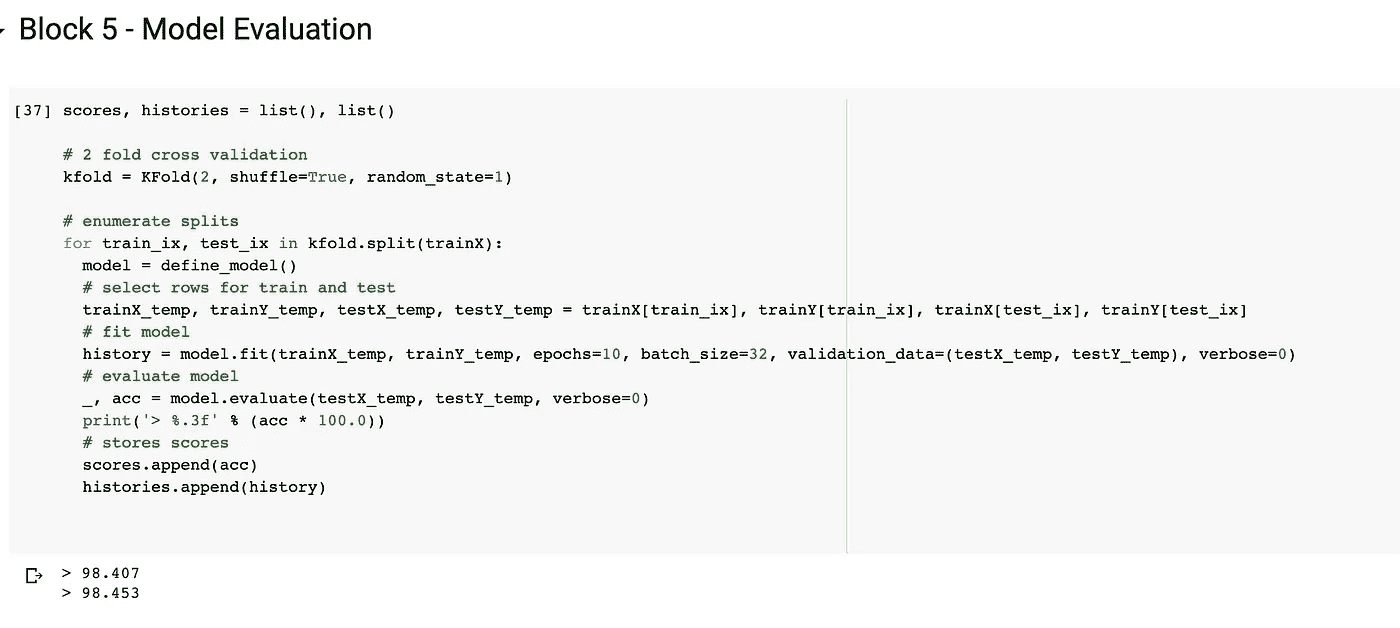 Block 5 - Model Evaluation
[37] scores, histories = list(), list()
# 2 fold cross validation
kfold = KFold(2, shuffle=True, random_state=1)
# enumerate splits
for train_ix, test_ix in kfold.split(trainX):
  model = define_model()
  # select rows for train and test
  trainX_temp, trainY_temp, testX_temp, testY_temp = trainX[train_ix], trainY[train_ix], trainX[test_ix], trainY[test_ix]
  # fit model
  history = model.fit(trainX_temp, trainY_temp, epochs=10, batch_size=32, validation_data=(testX_temp, testY_temp), verbose=0)
  # evaluate model
  _, acc = model.evaluate(testX_temp, testY_temp, verbose=0)
  print('> %.3f' % (acc * 100.0))
  # stores scores
  scores.append(acc)
  histories.append(history)
> 98.407
> 98.453